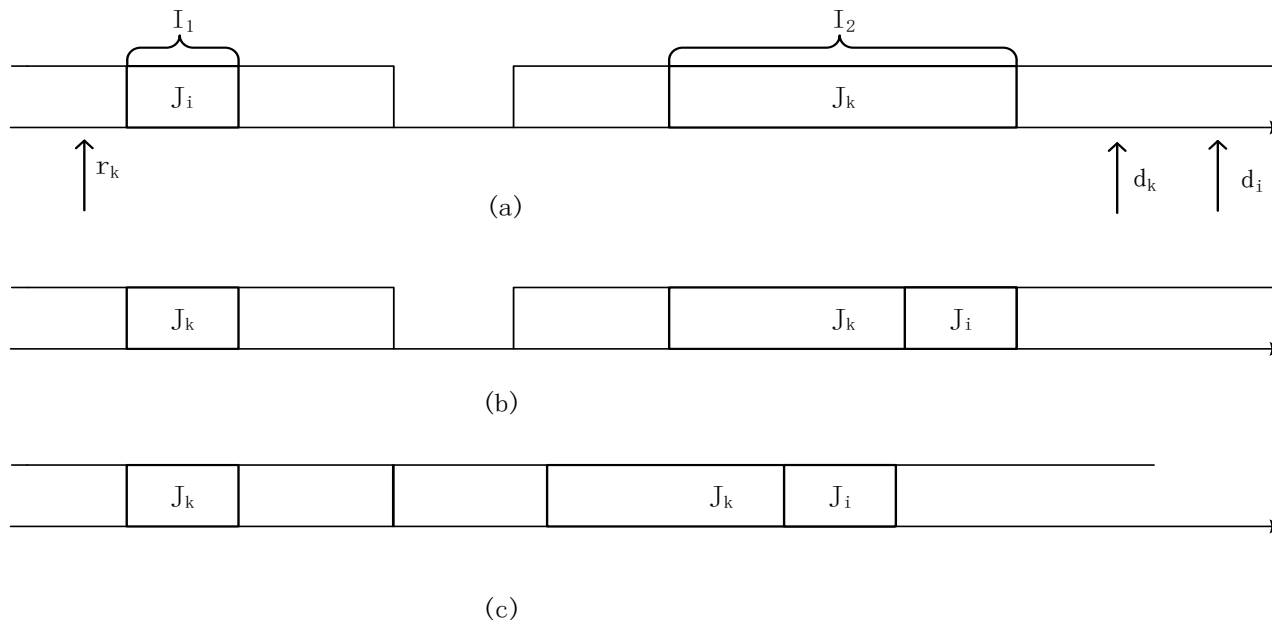 I₁ I₂
Jᵢ Jₖ
rₖ dₖ dᵢ
(a)
Jₖ Jₖ Jᵢ
(b)
Jₖ Jₖ Jᵢ
(c)